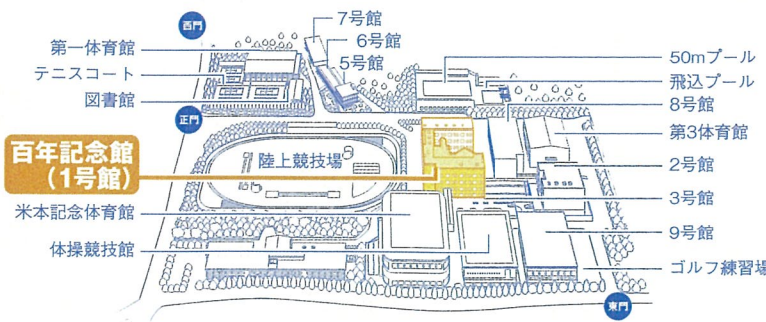 西門
7号館
6号館
5号館
第一体育館
テニスコート
図書館
正門
百年記念館
(1号館)
陸上競技場
米本記念体育館
体操競技館
50mプール
飛込プール
8号館
第3体育館
2号館
3号館
9号館
ゴルフ練習場
東門